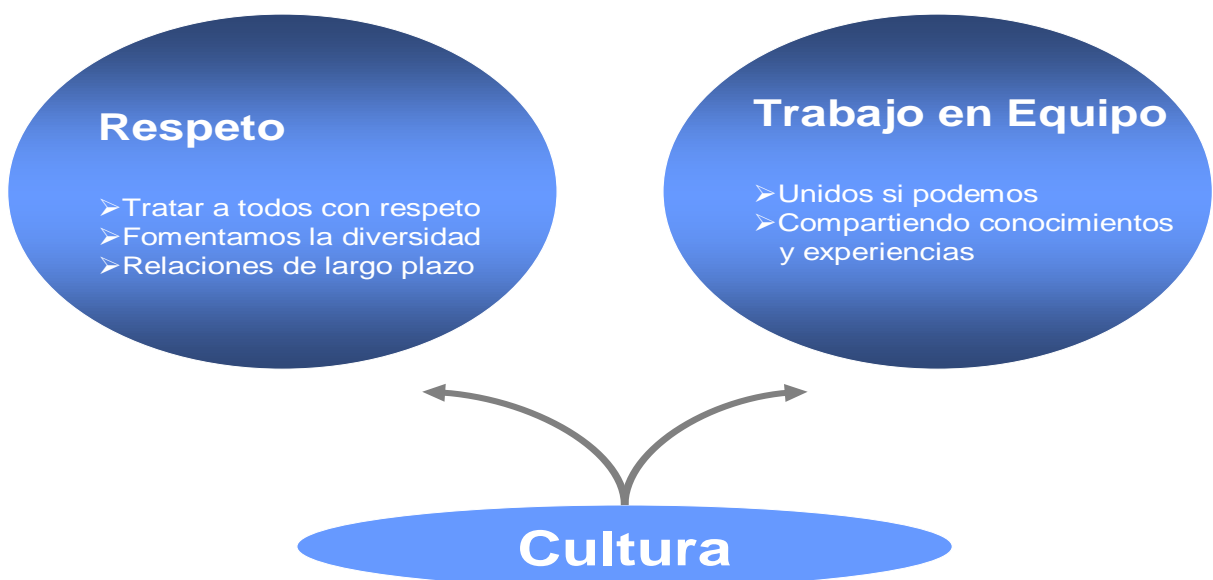 Respeto
➢Tratar a todos con respeto
➢Fomentamos la diversidad
➢Relaciones de largo plazo
Trabajo en Equipo
➢Unidos si podemos
➢Compartiendo conocimientos
y experiencias
Cultura